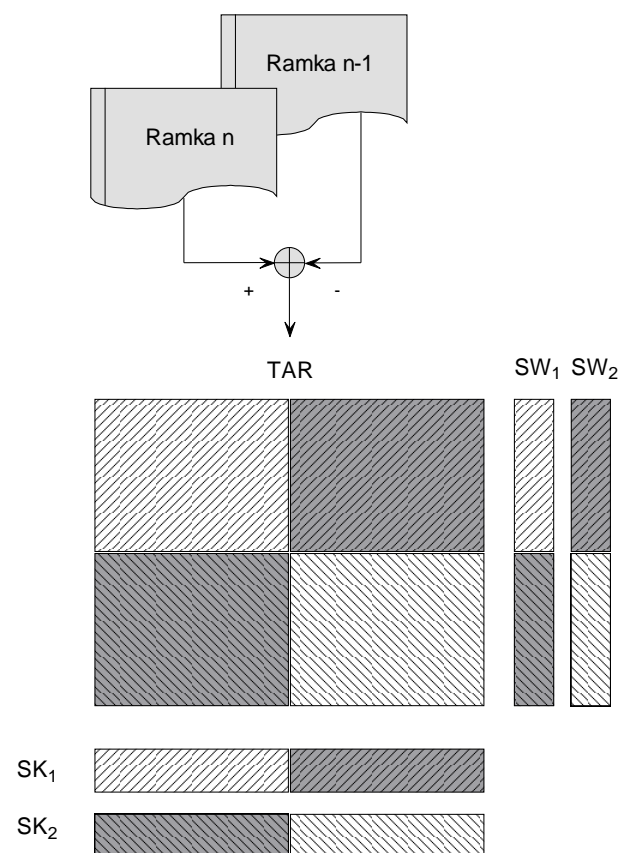 Ramka n-1
Ramka n
+ -
TAR
SW₁ SW₂
SK₁
SK₂